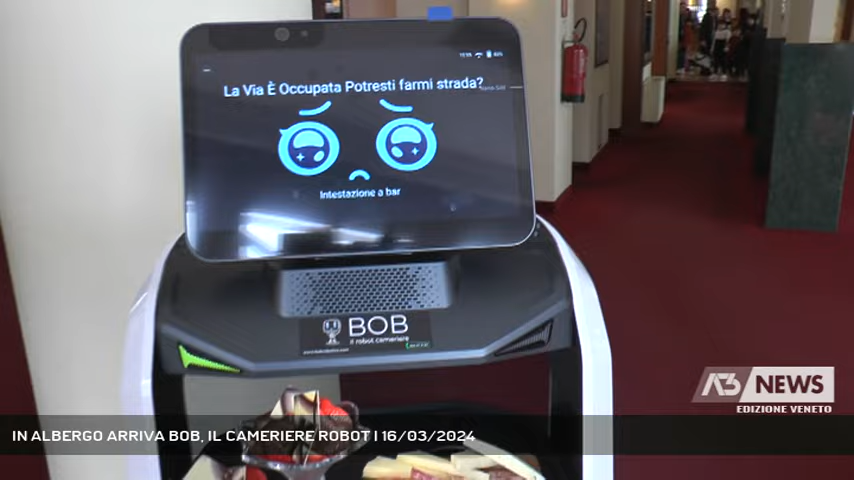 La Via È Occupata Potresti farmi strada?
Intestazione a bar
BOB
il robot cameriere
A3 NEWS
EDIZIONE VENETO
IN ALBERGO ARRIVA BOB, IL CAMERIERE ROBOT | 16/03/2024